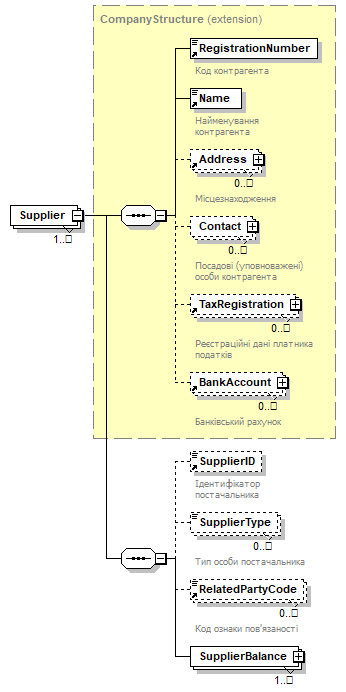 CompanyStructure (extension)
RegistrationNumber
Код контрагента
Name
Найменування
контрагента
Address
0..
Місцезнаходження
Supplier
1..
Contact
0..
Посадові (уповноважені)
особи контрагента
TaxRegistration
0..
Реєстраційні дані платника
податків
BankAccount
0..
Банківський рахунок
SupplierID
Ідентифікатор
постачальника
SupplierType
0..
Тип особи постачальника
RelatedPartyCode
0..
Код ознаки пов'язаності
SupplierBalance
1..